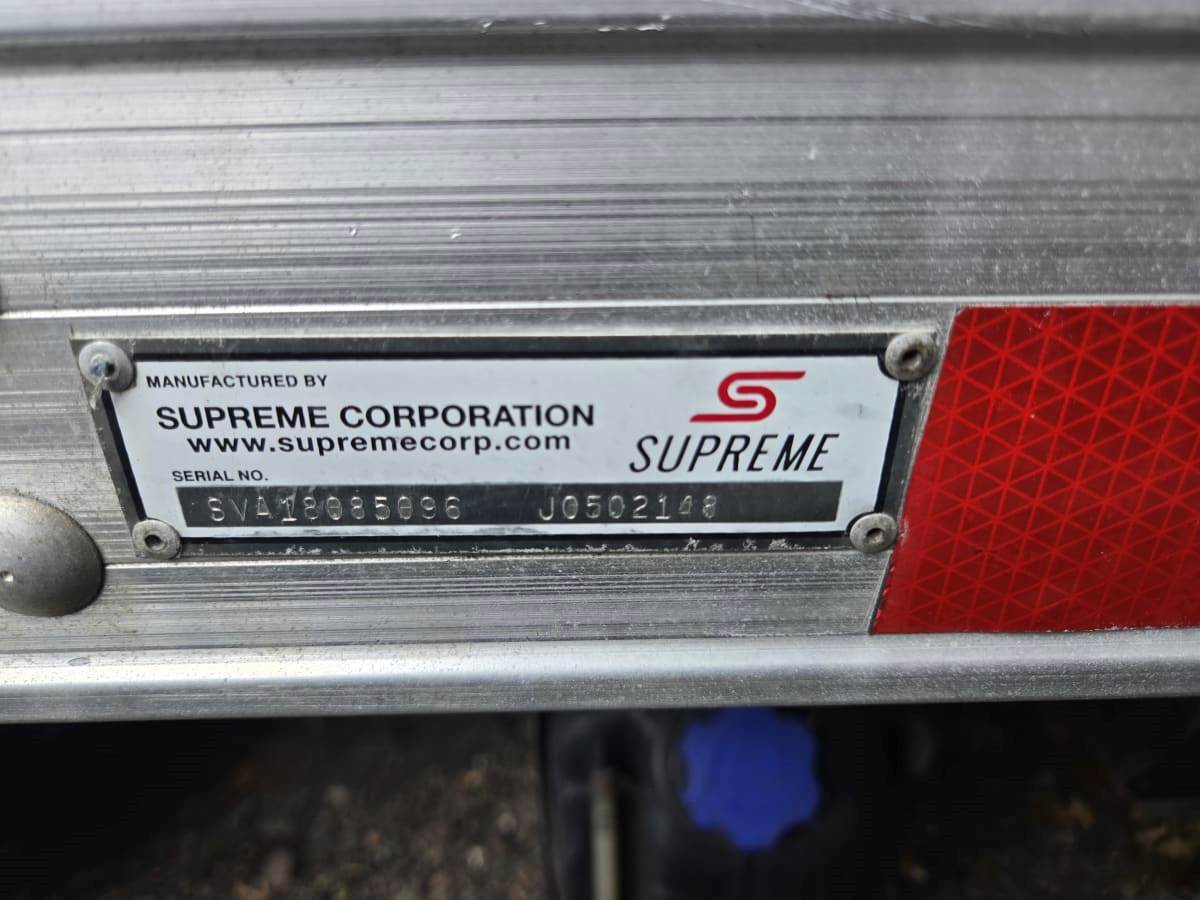 MANUFACTURED BY
SUPREME CORPORATION
www.supremecorp.com
SUPREME
SERIAL NO.
SVA18085096 J0502148